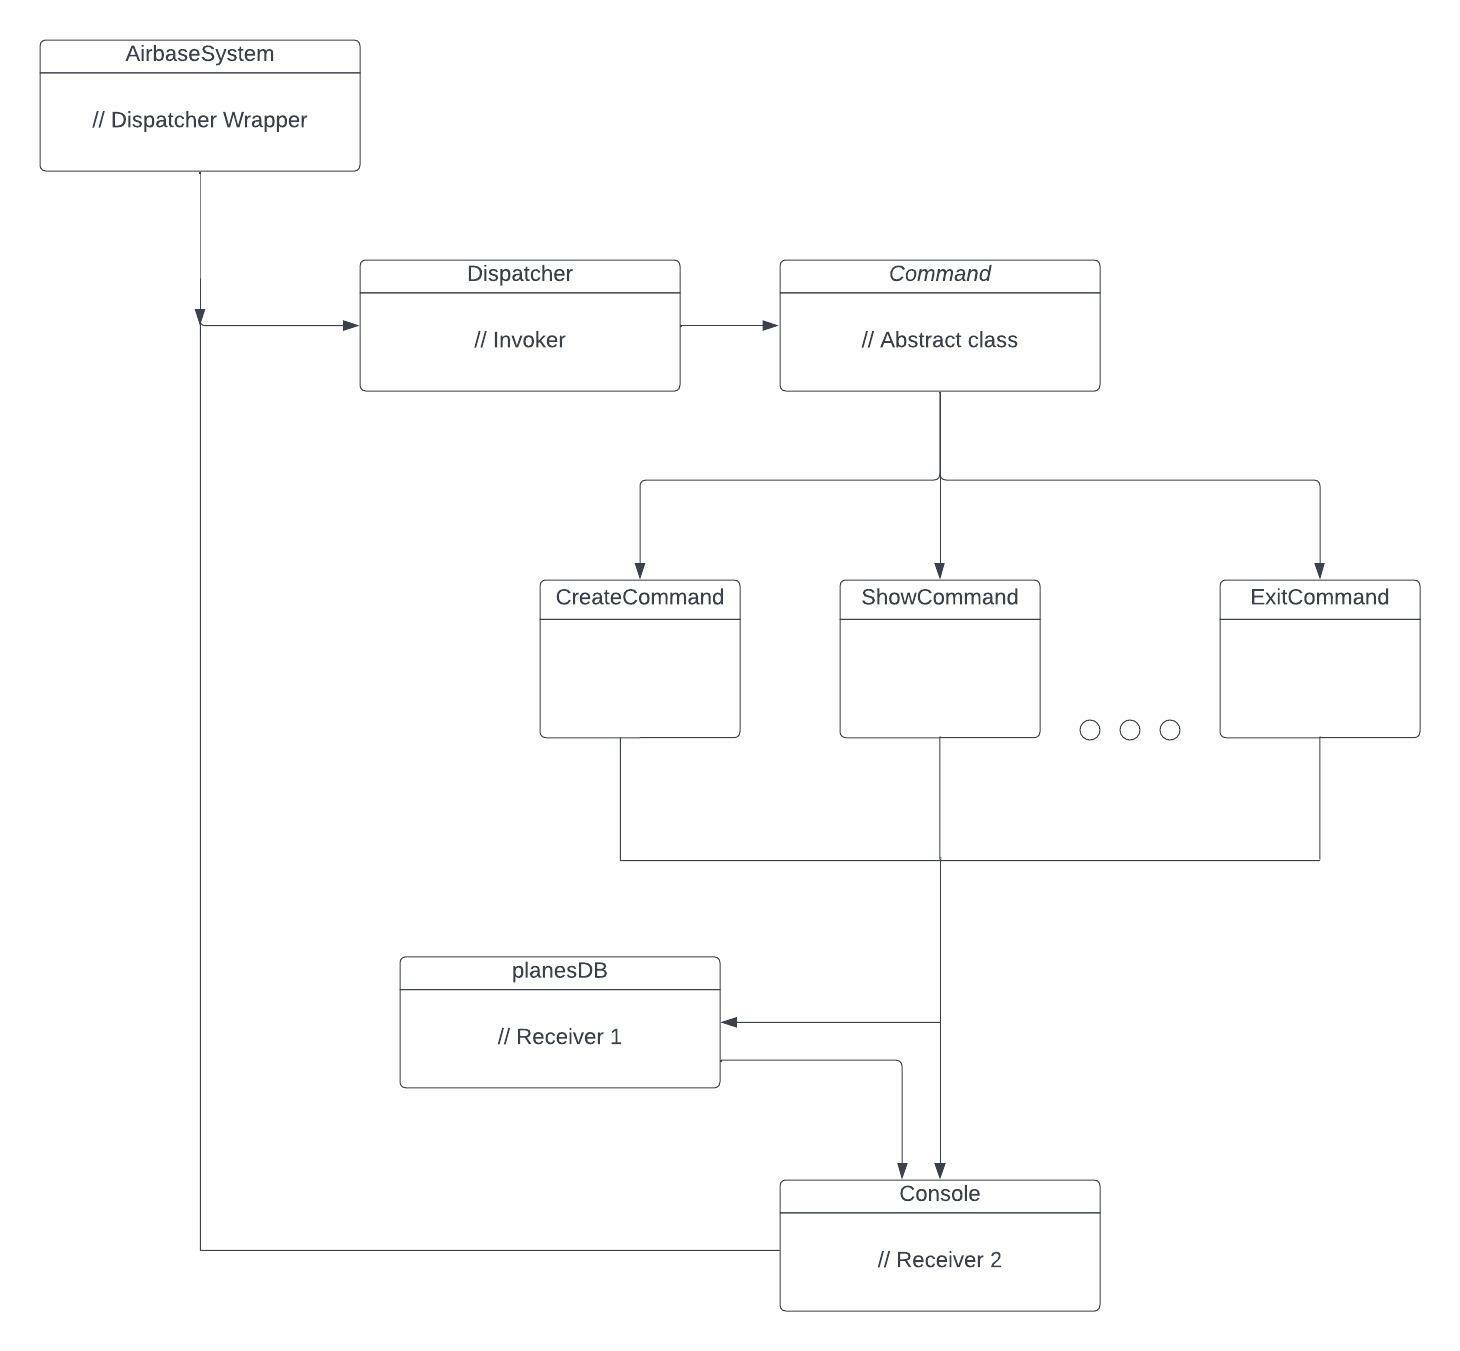 AirbaseSystem
// Dispatcher Wrapper
Dispatcher
// Invoker
Command
// Abstract class
CreateCommand
ShowCommand
ExitCommand
planesDB
// Receiver 1
Console
// Receiver 2